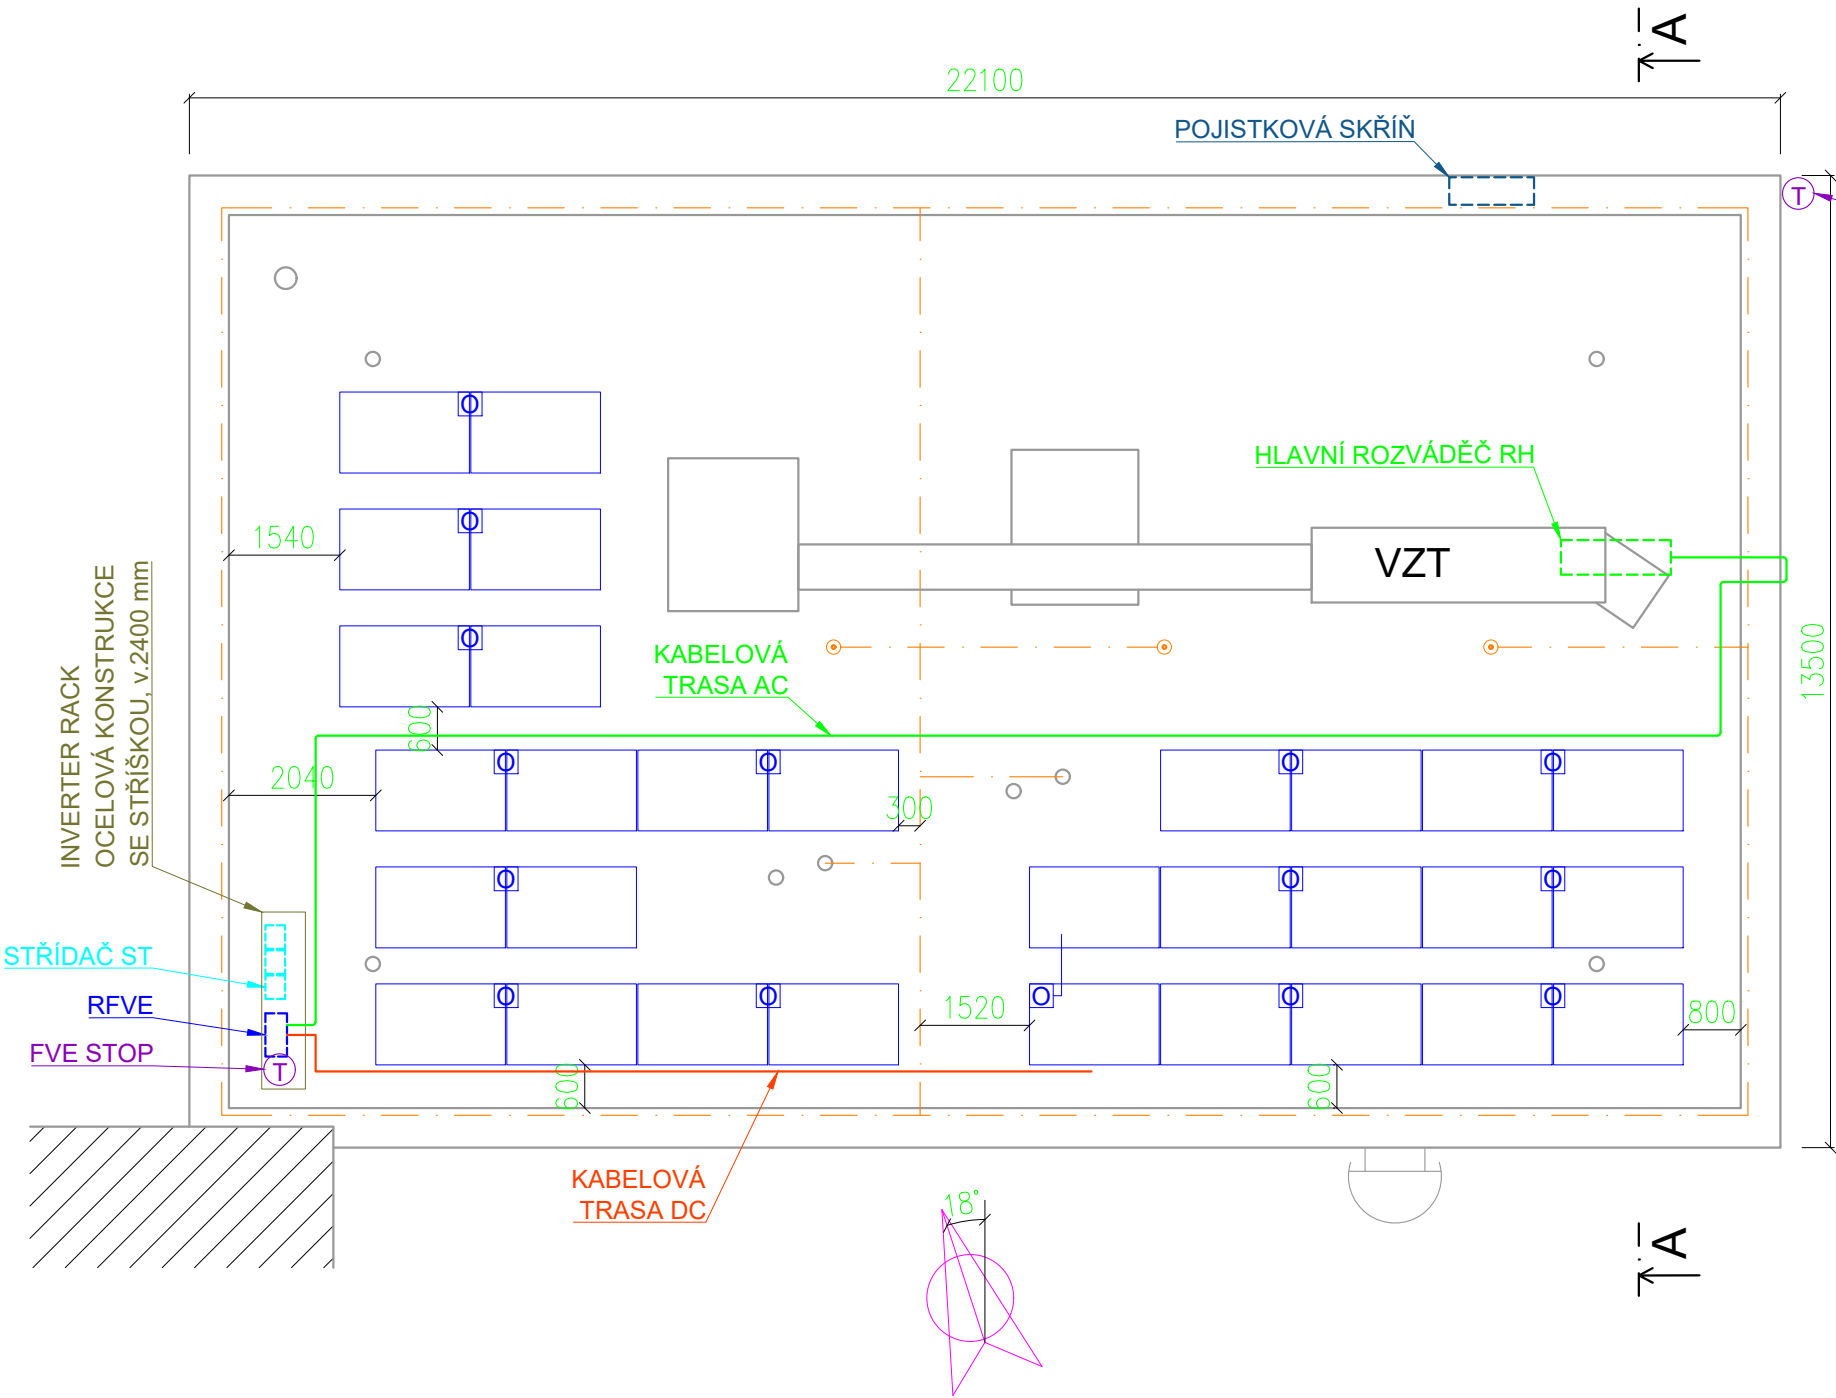 A
22100
POJISTKOVÁ SKŘÍŇ
T
O
HLAVNÍ ROZVÁDĚČ RH
O
1540
VZT
INVERTER RACK
OCELOVÁ KONSTRUKCE
SE STŘÍŠKOU, v.2400 mm
O
KABELOVÁ
TRASA AC
13500
600
O
O
O
O
2040
300
O
O
O
STŘÍDAČ ST
RFVE
O
O
O
O
O
1520
800
FVE STOP
T
600
600
KABELOVÁ
TRASA DC
18°
A